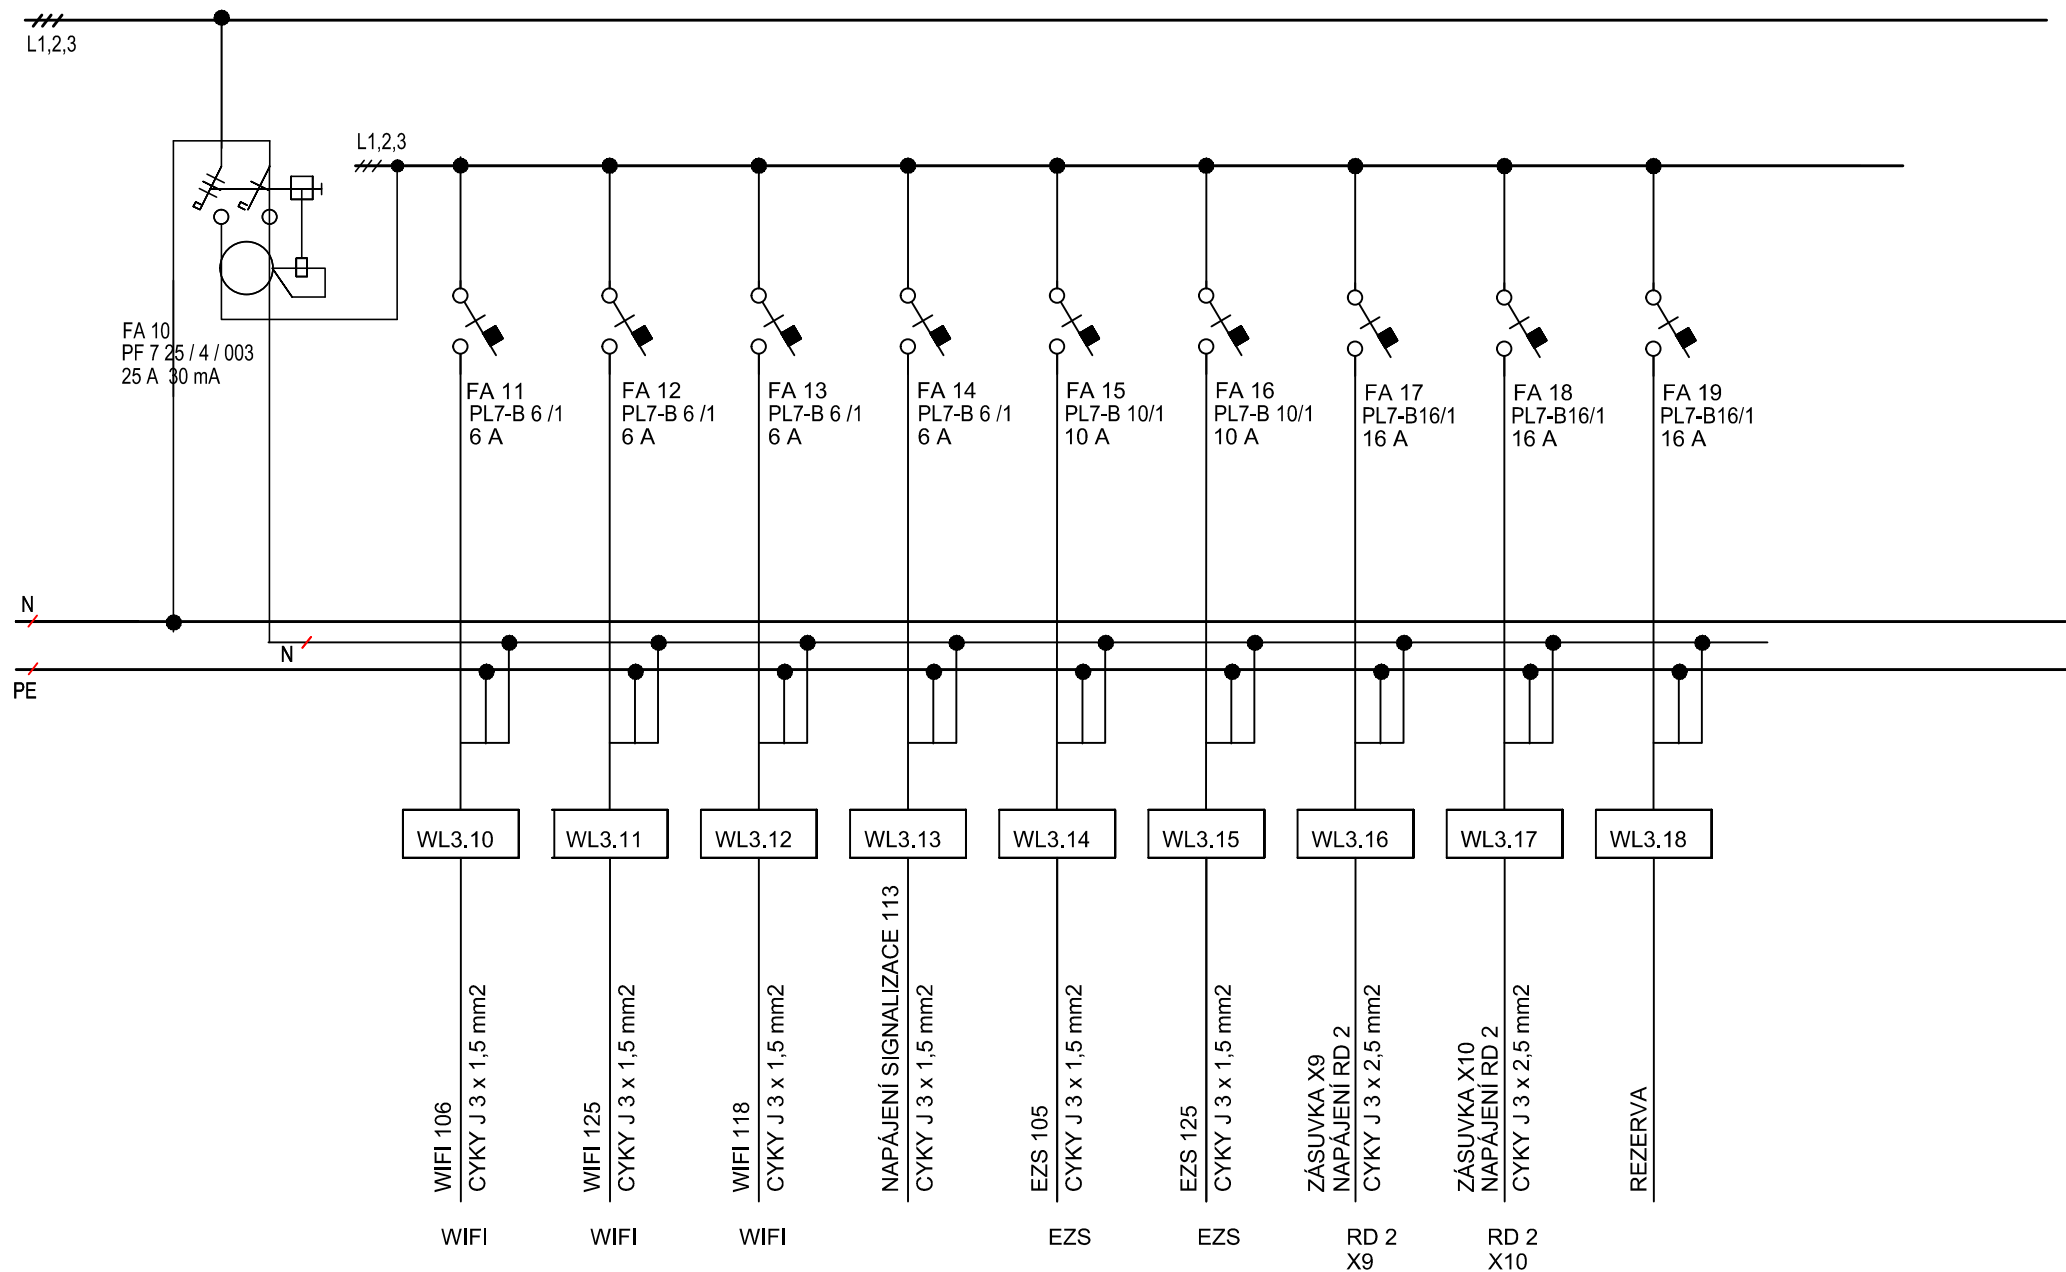 L1,2,3
L1,2,3
FA 10
PF 7 25 / 4 / 003
25 A 30 mA
FA 11
PL7-B 6 /1
6 A
FA 12
PL7-B 6 /1
6 A
FA 13
PL7-B 6 /1
6 A
FA 14
PL7-B 6 /1
6 A
FA 15
PL7-B 10/1
10 A
FA 16
PL7-B 10/1
10 A
FA 17
PL7-B16/1
16 A
FA 18
PL7-B16/1
16 A
FA 19
PL7-B16/1
16 A
N
N
PE
WL3.10
WL3.11
WL3.12
WL3.13
WL3.14
WL3.15
WL3.16
WL3.17
WL3.18
WIFI 106
CYKY J 3 x 1,5 mm2
WIFI 125
CYKY J 3 x 1,5 mm2
WIFI 118
CYKY J 3 x 1,5 mm2
NAPÁJENÍ SIGNALIZACE 113
CYKY J 3 x 1,5 mm2
EZS 105
CYKY J 3 x 1,5 mm2
EZS 125
CYKY J 3 x 1,5 mm2
ZÁSUVKA X9
NAPÁJENÍ RD 2
CYKY J 3 x 2,5 mm2
ZÁSUVKA X10
NAPÁJENÍ RD 2
CYKY J 3 x 2,5 mm2
REZERVA
WIFI
WIFI
WIFI
EZS
EZS
RD 2
X9
RD 2
X10